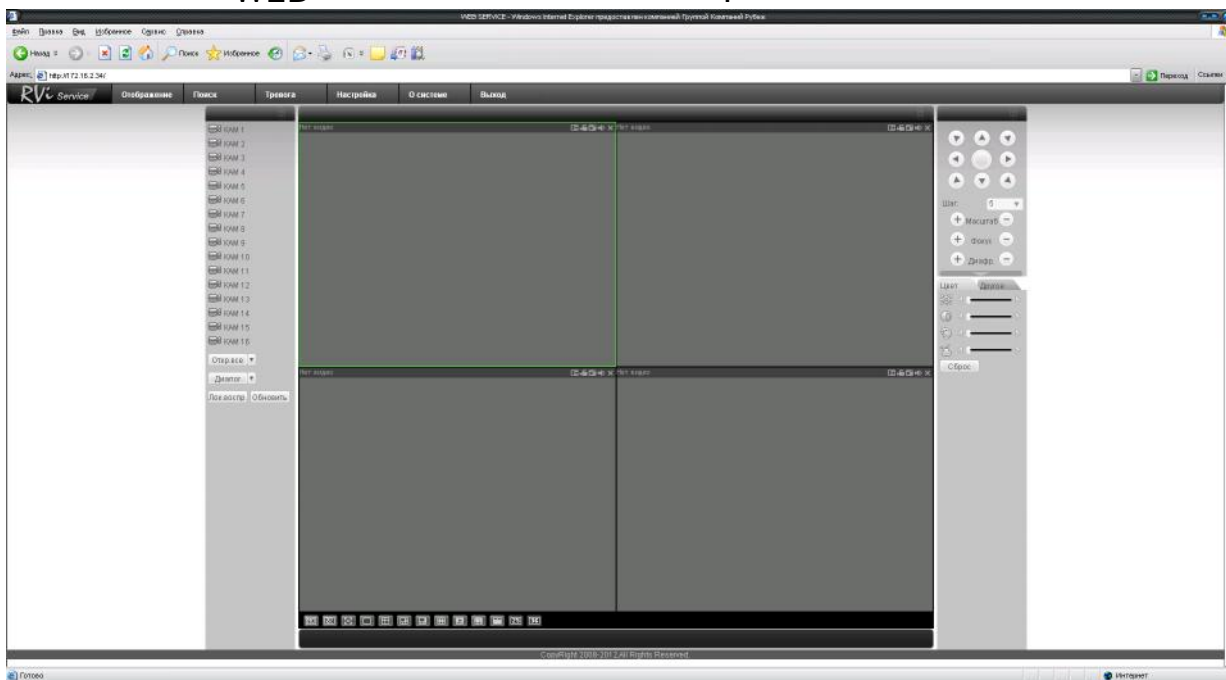 WEB
WEB SERVICE - Windows Internet Explorer предоставлен компанией Группой Компаний Рубеж
Файл Правка Вид Избранное Сервис Справка
Назад Поиск Избранное
Адрес: http://172.16.2.34/ Переход Ссылки
RVi Service Отображение Поиск Тревога Настройка О системе Выход
КАМ 1
КАМ 2
КАМ 3
КАМ 4
КАМ 5
КАМ 6
КАМ 7
КАМ 8
КАМ 9
КАМ 10
КАМ 11
КАМ 12
КАМ 13
КАМ 14
КАМ 15
КАМ 16
Откр.все
Диалог
Лок.воспр. Обновить
Нет видео
Нет видео
Нет видео
Нет видео
Шаг: 5
Масштаб
Фокус
Диафр.
Цвет Другое
Сброс
CopyRight 2008-2012,All Rights Reserved.
Готово Интернет